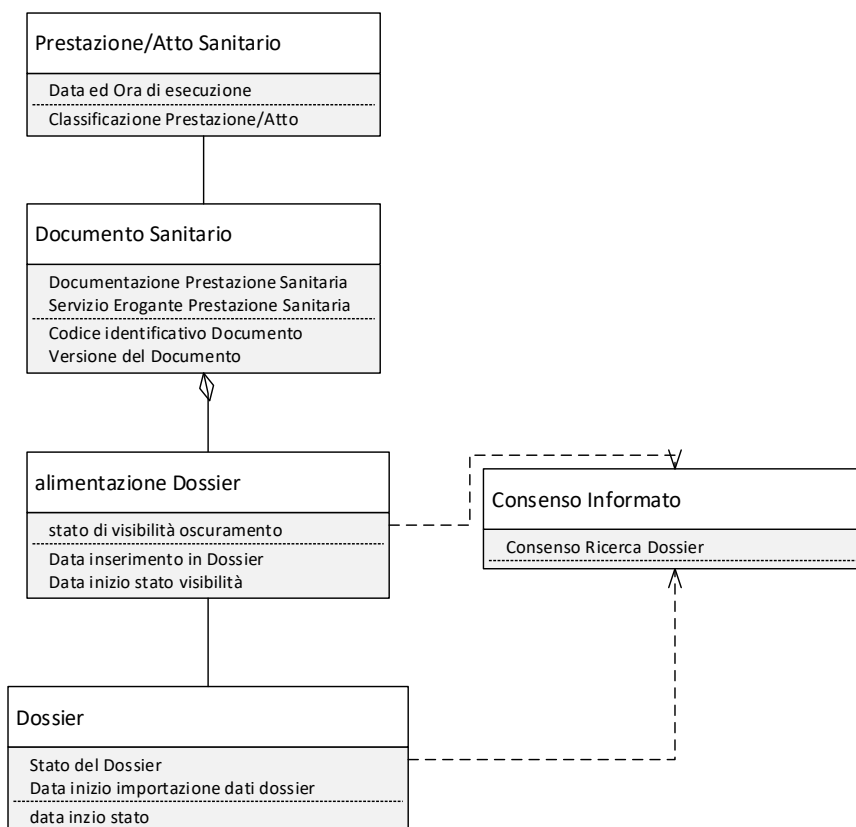 Prestazione/Atto Sanitario
Data ed Ora di esecuzione
Classificazione Prestazione/Atto
Documento Sanitario
Documentazione Prestazione Sanitaria
Servizio Erogante Prestazione Sanitaria
Codice identificativo Documento
Versione del Documento
alimentazione Dossier
stato di visibilità oscuramento
Data inserimento in Dossier
Data inizio stato visibilità
Consenso Informato
Consenso Ricerca Dossier
Dossier
Stato del Dossier
Data inizio importazione dati dossier
data inzio stato